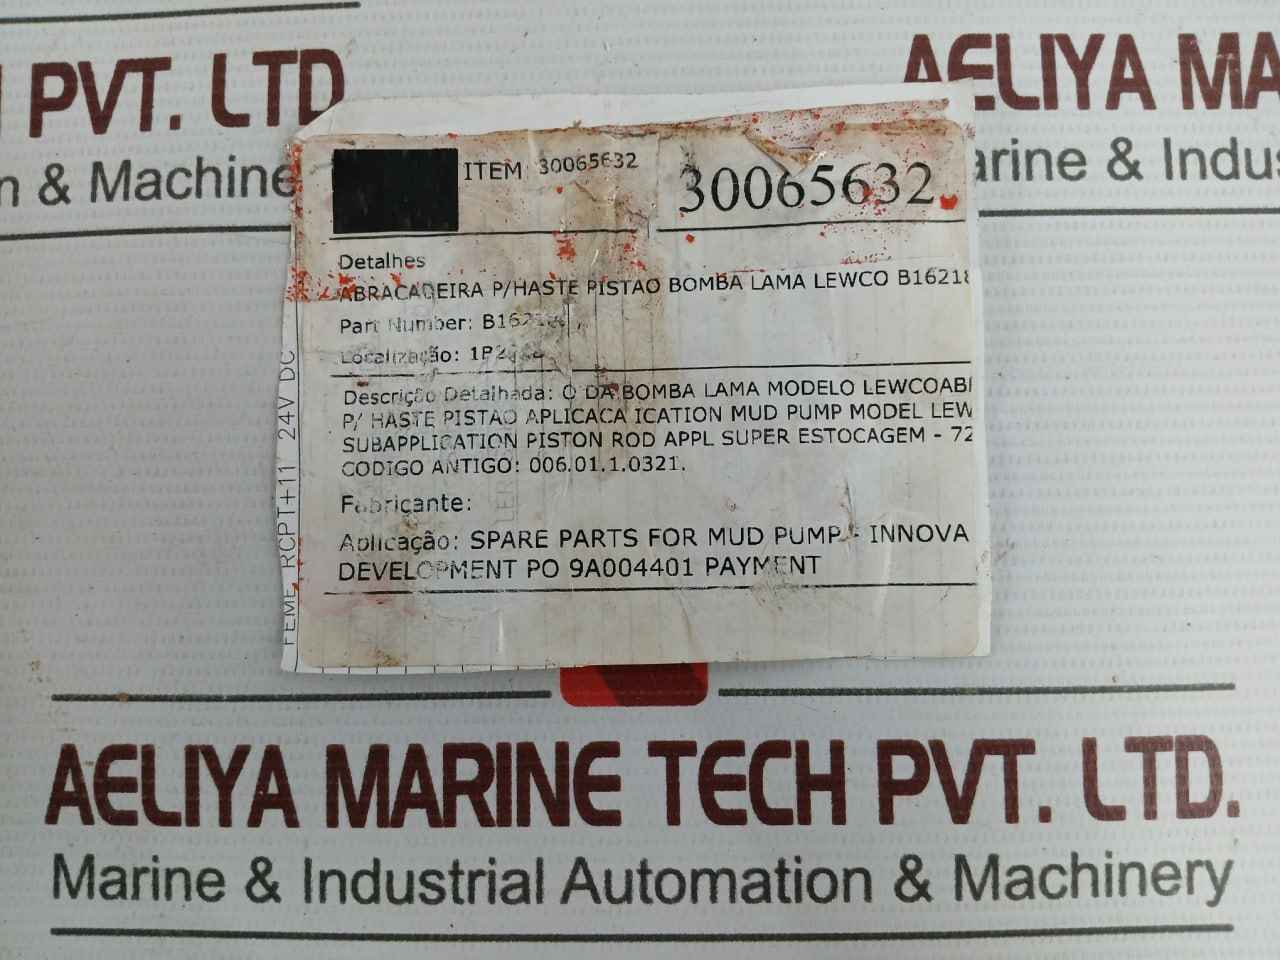 H PVT. LTD
n & Machine
AELIYA MA
arine & Indus
ITEM: 30065632
30065632
Detalhes
ABRACADEIRA P/HASTE PISTAO BOMBA LAMA LEWCO B16218
Part Number:
Localização:
Descrição Detalhada: O DA BOMBA LAMA MODELO LEWCOABI
P/ HASTE PISTAO APLICACA ICATION MUD PUMP MODEL LEW
SUBAPPLICATION PISTON ROD APPL SUPER ESTOCAGEM - 72
CODIGO ANTIGO: 006.01.1.0321.
Fabricante:
Aplicação: SPARE PARTS FOR MUD PUMP - INNOVA
DEVELOPMENT PO 9A004401 PAYMENT
RCPT+11 24V DC
AELIYA MARINE TECH PVT. LTD.
Marine & Industrial Automation & Machinery